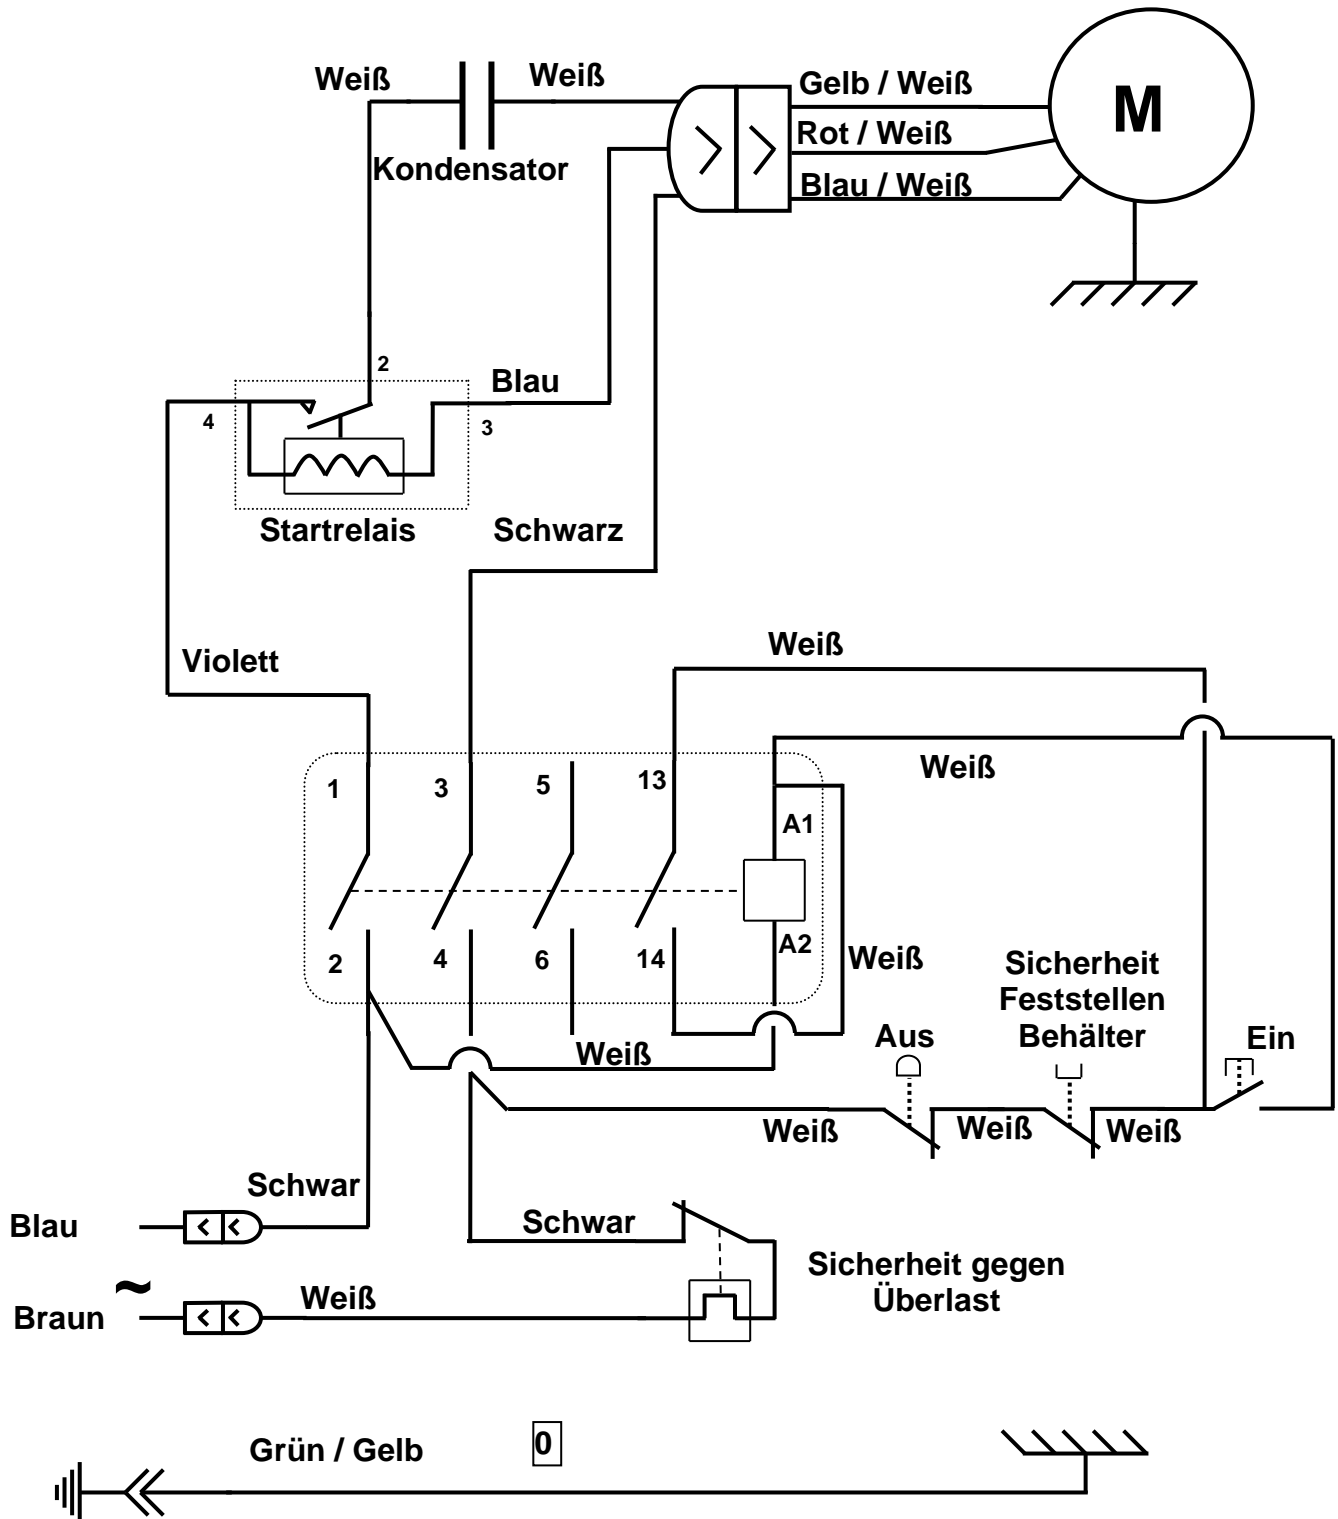 Weiß
Weiß
Kondensator
Gelb / Weiß
Rot / Weiß
Blau / Weiß
M
2
Blau
4
3
Startrelais
Schwarz
Violett
Weiß
Weiß
1
3
5
13
A1
2
4
6
14
A2
Weiß
Weiß
Aus
Sicherheit
Feststellen
Behälter
Ein
Weiß
Weiß
Weiß
Schwar
Blau
Schwar
~
Braun
Weiß
Sicherheit gegen
Überlast
Grün / Gelb
0